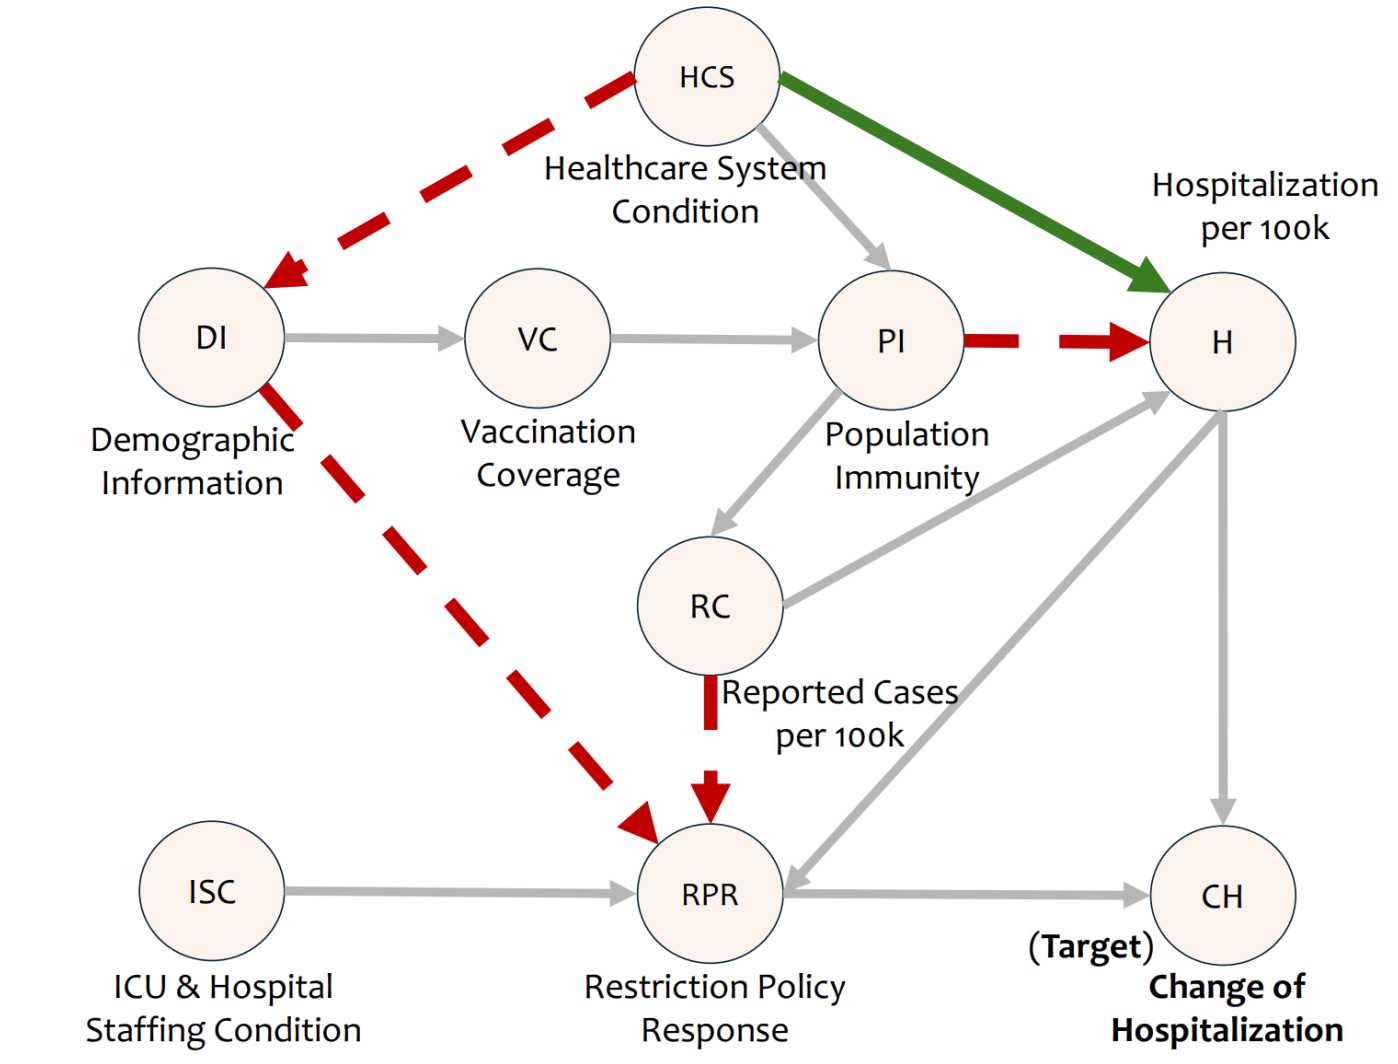 HCS
Healthcare System
Condition
Hospitalization
per 100k
DI
VC
PI
H
Demographic
Information
Vaccination
Coverage
Population
Immunity
RC
Reported Cases
per 100k
ISC
RPR
CH
(Target)
ICU & Hospital
Staffing Condition
Restriction Policy
Response
Change of
Hospitalization